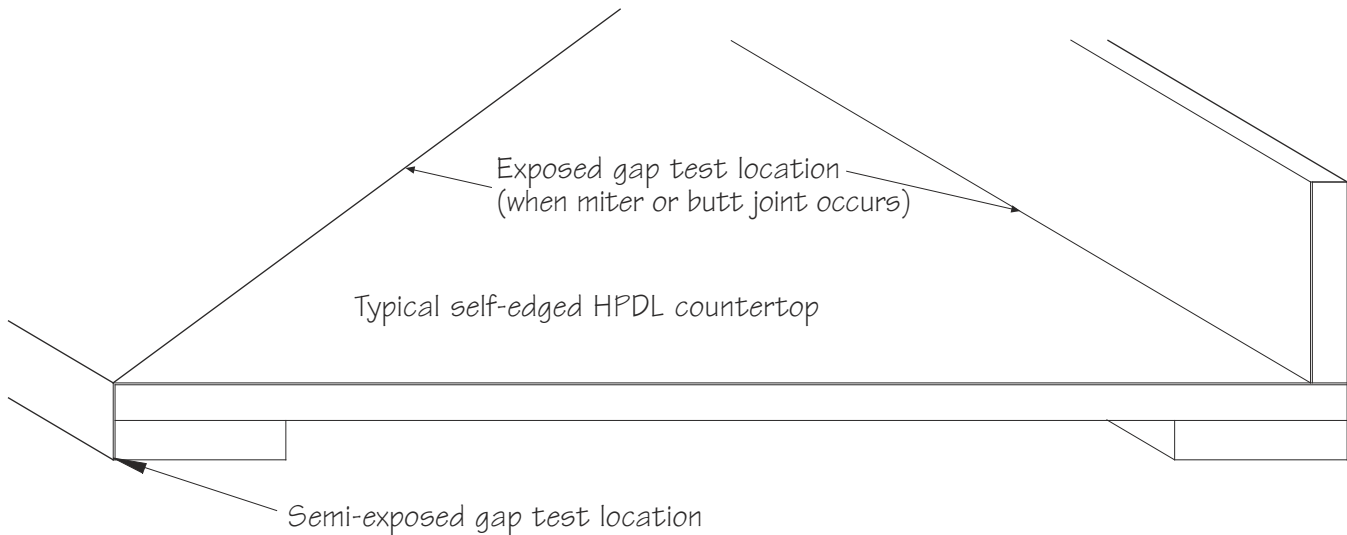 Exposed gap test location
(when miter or butt joint occurs)
Typical self-edged HPDL countertop
Semi-exposed gap test location